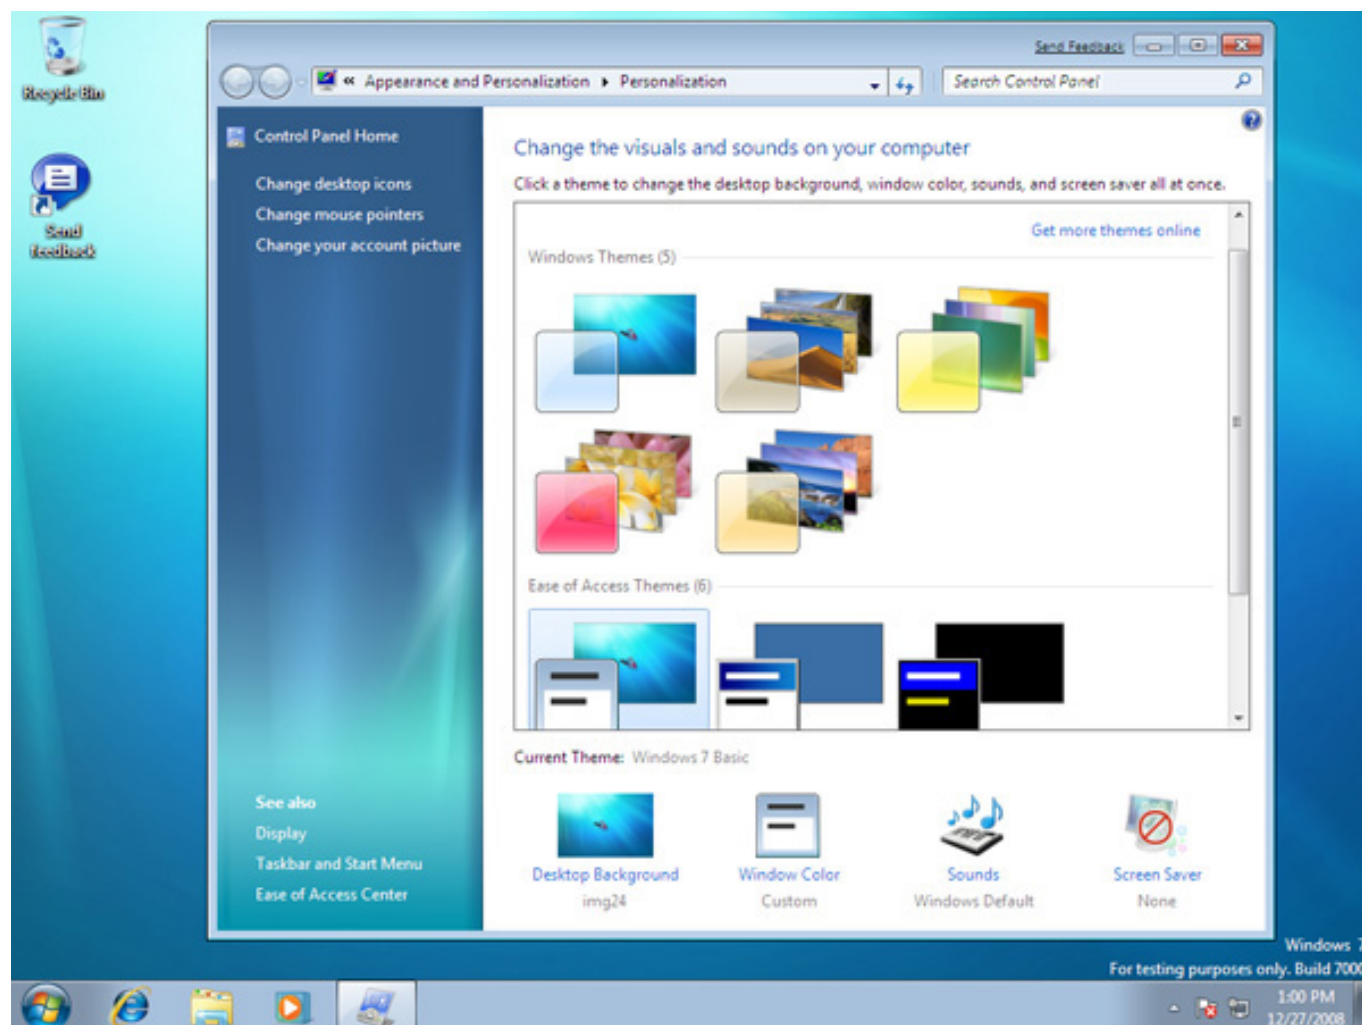 Recycle Bin
Send
Feedback
Send Feedback
« Appearance and Personalization ▸ Personalization
Search Control Panel
Control Panel Home
Change desktop icons
Change mouse pointers
Change your account picture
See also
Display
Taskbar and Start Menu
Ease of Access Center
Change the visuals and sounds on your computer
Click a theme to change the desktop background, window color, sounds, and screen saver all at once.
Get more themes online
Windows Themes (5)
Ease of Access Themes (6)
Current Theme: Windows 7 Basic
Desktop Background
img24
Window Color
Custom
Sounds
Windows Default
Screen Saver
None
Windows 7
For testing purposes only. Build 7000
1:00 PM
12/27/2008